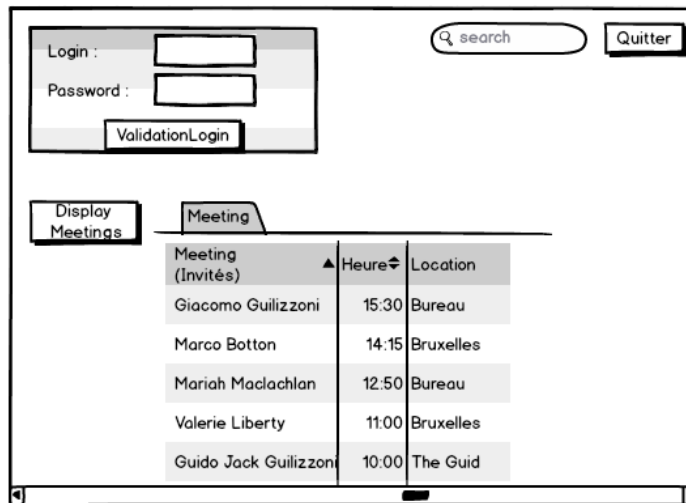 Login :
search
Quitter
Password :
ValidationLogin
Display
Meetings
Meeting
Meeting
(Invités)
Heure
Location
Giacomo Guilizzoni 15:30 Bureau
Marco Botton 14:15 Bruxelles
Mariah Maclachlan 12:50 Bureau
Valerie Liberty 11:00 Bruxelles
Guido Jack Guilizzoni 10:00 The Guid